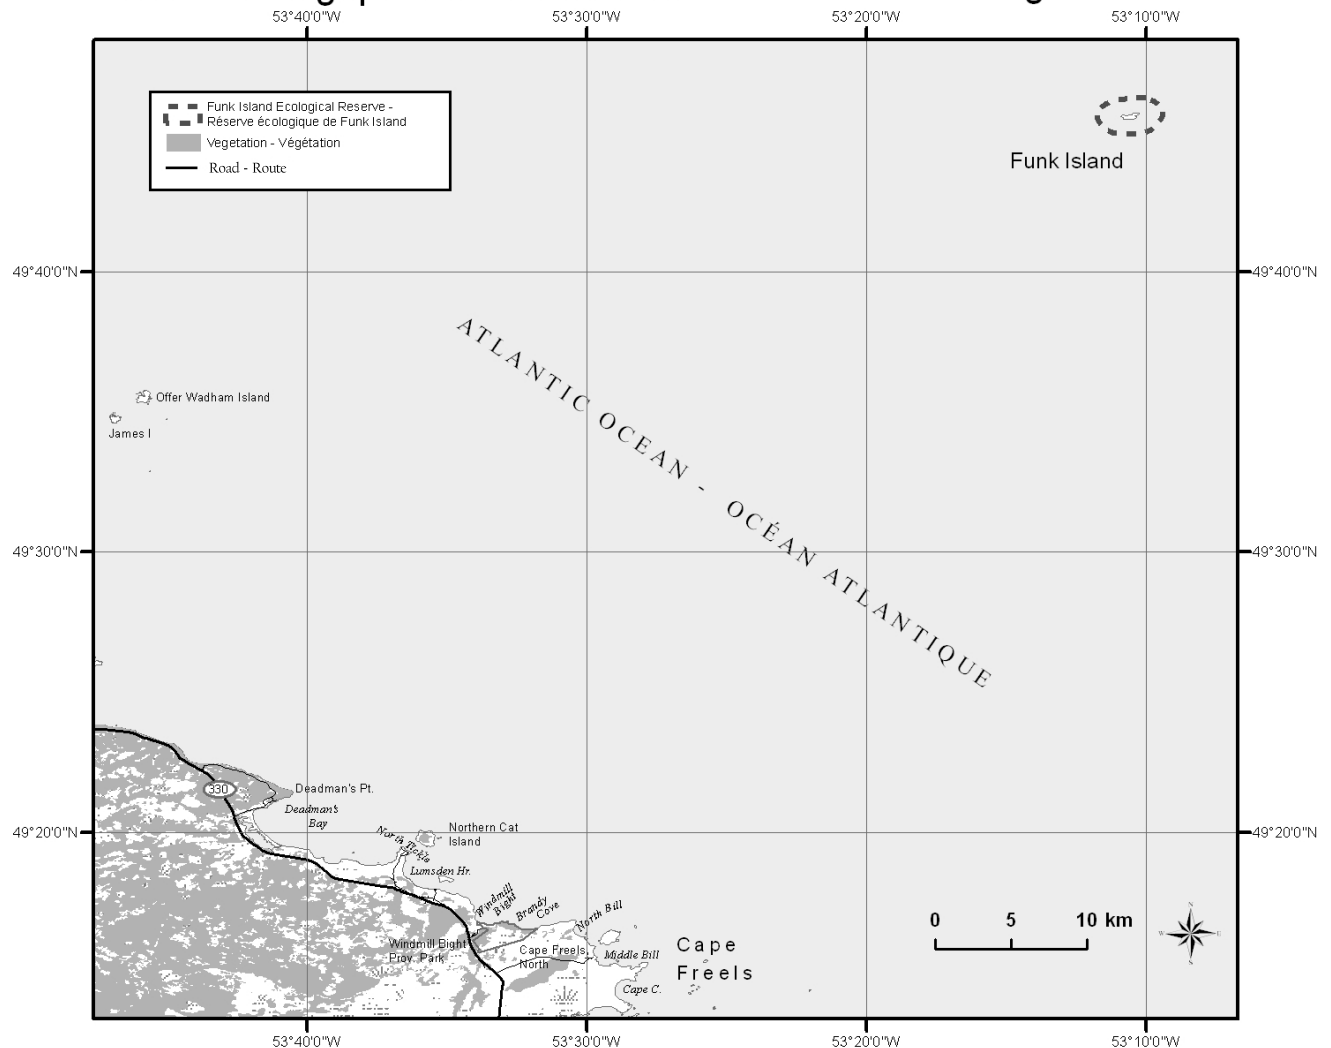 53°40'0"W
53°30'0"W
53°20'0"W
53°10'0"W
Funk Island Ecological Reserve -
Réserve écologique de Funk Island
Vegetation - Végétation
Road - Route
Funk Island
49°40'0"N
49°40'0"N
ATLANTIC OCEAN - OCÉAN ATLANTIQUE
Offer Wadham Island
James I
49°30'0"N
49°30'0"N
330
Deadman's Pt.
Deadman's
Bay
49°20'0"N
49°20'0"N
Northern Cat
Island
North Tickle
Lumsden Hr.
Windmill
Bight
Brandy
Cove
North Bill
Windmill Bight
Prov. Park
Cape Freels
North
Middle Bill
Cape
Freels
Cape C.
0 5 10 km
N
W E
S
53°40'0"W
53°30'0"W
53°20'0"W
53°10'0"W